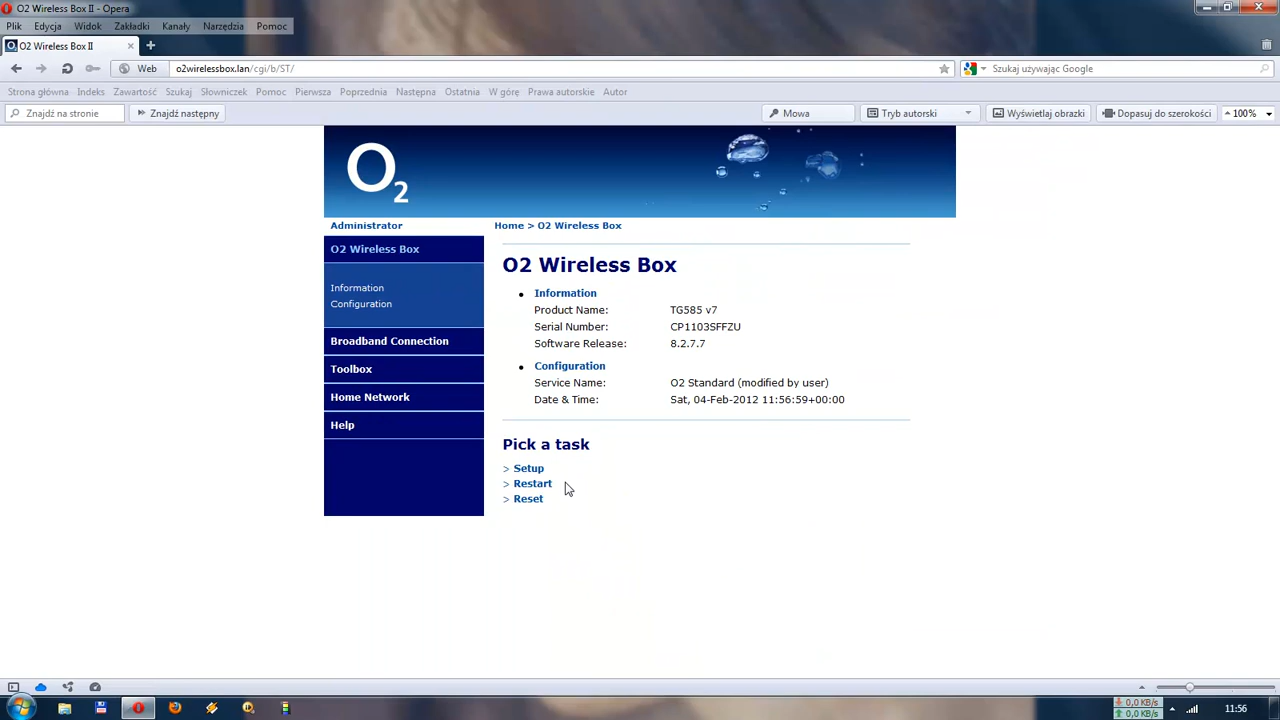 O2 Wireless Box II - Opera
Plik Edycja Widok Zakładki Kanały Narzędzia Pomoc
O2 Wireless Box II
Web o2wirelessbox.lan/cgi/b/ST/ Szukaj używając Google
Strona główna Indeks Zawartość Szukaj Słowniczek Pomoc Pierwsza Poprzednia Następna Ostatnia W górę Prawa autorskie Autor
Znajdź na stronie Znajdź następny Mowa Tryb autorski Wyświetlaj obrazki Dopasuj do szerokości 100%
O2
Administrator
Home > O2 Wireless Box
O2 Wireless Box
Information
Configuration
Broadband Connection
Toolbox
Home Network
Help
O2 Wireless Box
Information
Product Name: TG585 v7
Serial Number: CP1103SFFZU
Software Release: 8.2.7.7
Configuration
Service Name: O2 Standard (modified by user)
Date & Time: Sat, 04-Feb-2012 11:56:59+00:00
Pick a task
> Setup
> Restart
> Reset
0,0 KB/s
0,0 KB/s
11:56